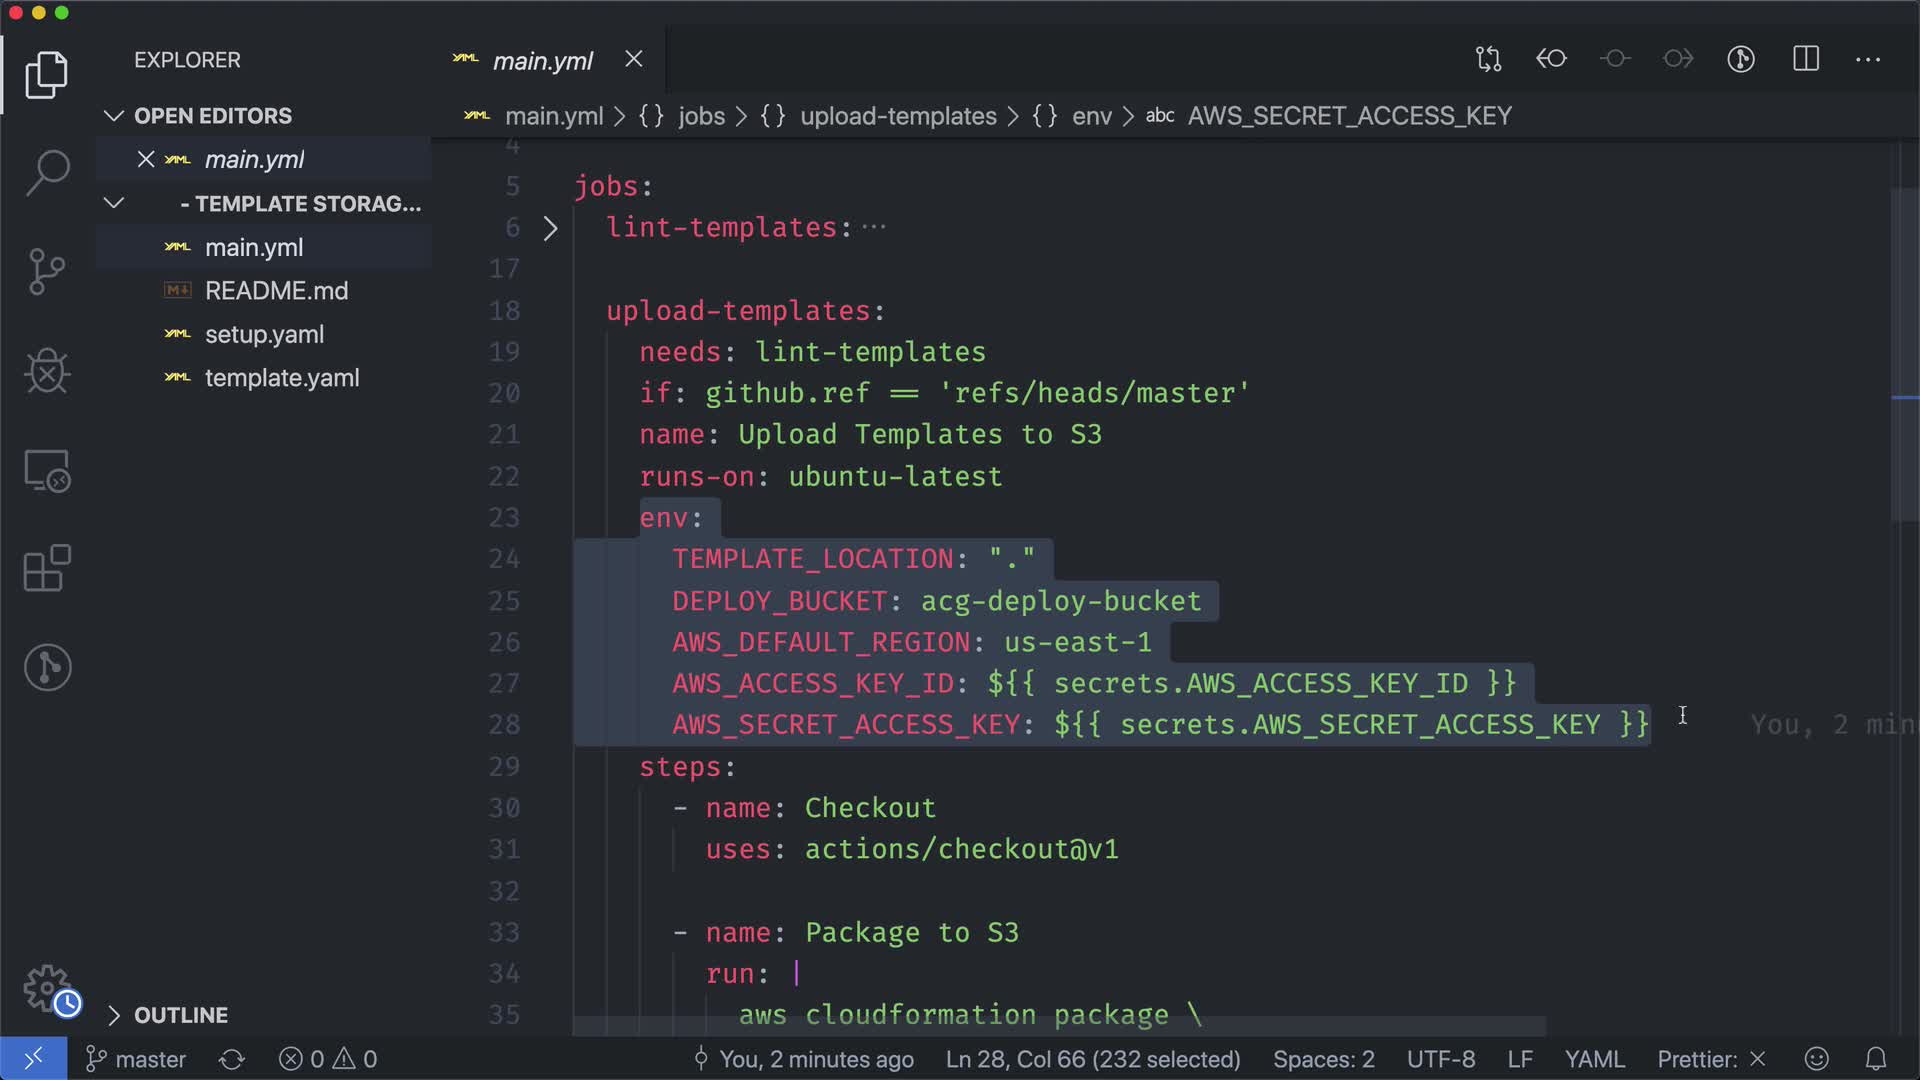 EXPLORER
OPEN EDITORS
main.yml
- TEMPLATE STORAG...
main.yml
README.md
setup.yaml
template.yaml
OUTLINE
main.yml
main.yml > {} jobs > {} upload-templates > {} env > abc AWS_SECRET_ACCESS_KEY
4
5 jobs:
6 lint-templates: ...
17
18 upload-templates:
19 needs: lint-templates
20 if: github.ref == 'refs/heads/master'
21 name: Upload Templates to S3
22 runs-on: ubuntu-latest
23 env:
24 TEMPLATE_LOCATION: "."
25 DEPLOY_BUCKET: acg-deploy-bucket
26 AWS_DEFAULT_REGION: us-east-1
27 AWS_ACCESS_KEY_ID: ${{ secrets.AWS_ACCESS_KEY_ID }}
28 AWS_SECRET_ACCESS_KEY: ${{ secrets.AWS_SECRET_ACCESS_KEY }} You, 2 min
29 steps:
30 - name: Checkout
31 uses: actions/checkout@v1
32
33 - name: Package to S3
34 run: |
35 aws cloudformation package \
master 0 0 You, 2 minutes ago Ln 28, Col 66 (232 selected) Spaces: 2 UTF-8 LF YAML Prettier: ×